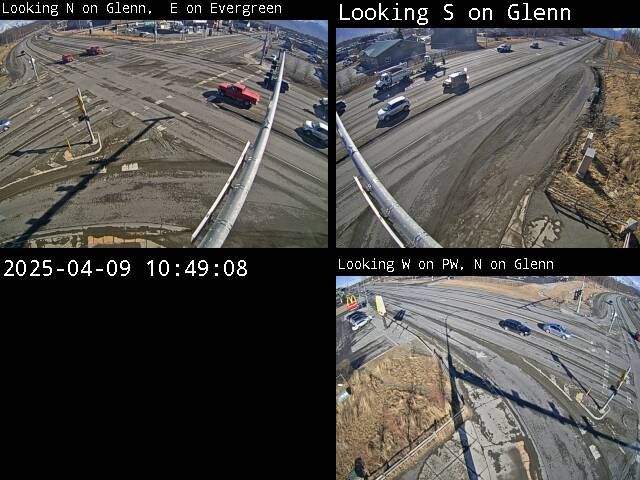 Looking N on Glenn,  E on Evergreen
Looking S on Glenn
2025-04-09 10:49:08
Looking W on PW, N on Glenn